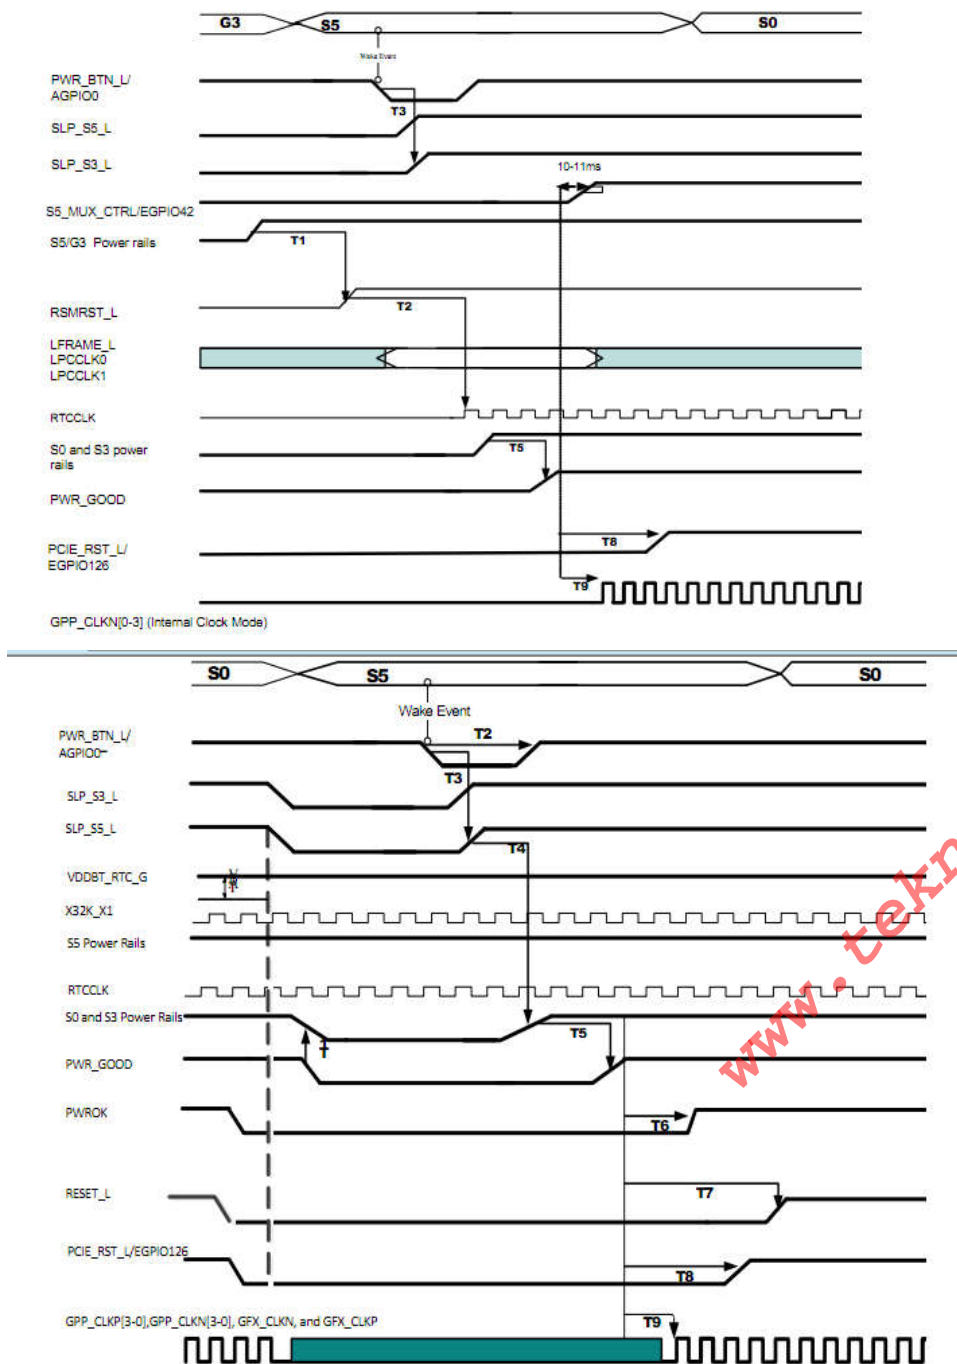 G3 S5 S0
Wake Event
PWR_BTN_L/
AGPIO0
T3
SLP_S5_L
SLP_S3_L
10-11ms
S5_MUX_CTRL/EGPIO42
S5/G3 Power rails
T1
T2
RSMRST_L
LFRAME_L
LPCCLK0
LPCCLK1
RTCCLK
S0 and S3 power
rails
T5
PWR_GOOD
PCIE_RST_L/
EGPIO126
T8
T9
GPP_CLKN[0-3] (Internal Clock Mode)
S0 S5 S0
Wake Event
PWR_BTN_L/
AGPIO0
T2
T3
SLP_S3_L
SLP_S5_L
T4
VDDBT_RTC_G
X32K_X1
S5 Power Rails
RTCCLK
S0 and S3 Power Rails
T5
PWR_GOOD
PWROK
T6
RESET_L
T7
PCIE_RST_L/EGPIO126
T8
GPP_CLKP[3-0],GPP_CLKN[3-0], GFX_CLKN, and GFX_CLKP
T9
www.tekn